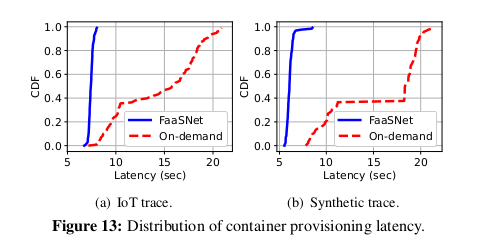 1.0
0.8
0.6
0.4
0.2
0.0
CDF
5 10 15 20
Latency (sec)
FaaSNet
On-demand
(a) IoT trace.
1.0
0.8
0.6
0.4
0.2
0.0
CDF
5 10 15 20
Latency (sec)
FaaSNet
On-demand
(b) Synthetic trace.
Figure 13: Distribution of container provisioning latency.